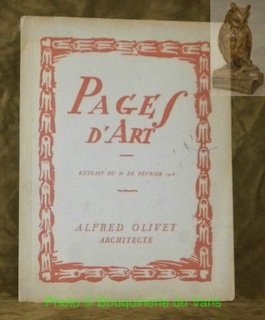 PAGES
D'ART
EXTRAIT DU No DE FÉVRIER 1918
ALFRED OLIVET
ARCHITECTE
Photo © Bouquinerie du Varis